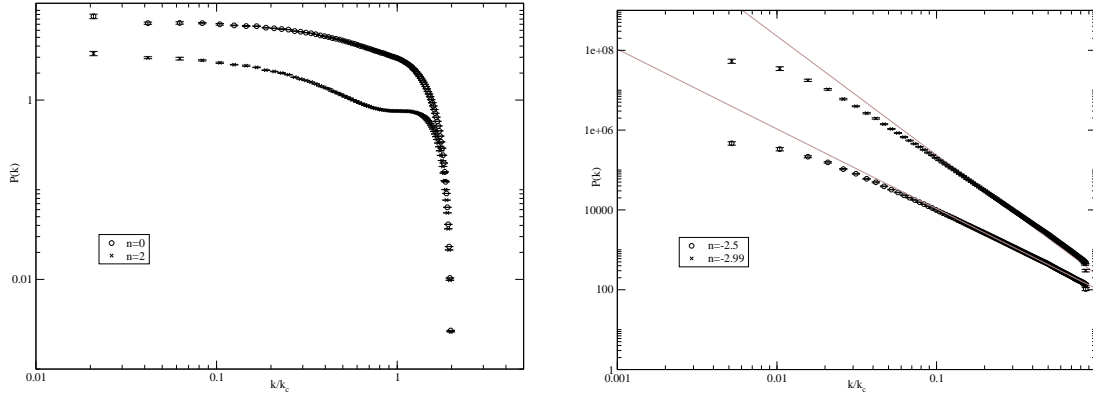 1
0.01
P(k)
n=0
n=2
0.01
0.1
1
k/k_c
1e+08
1e+06
10000
100
1
P(k)
n=-2.5
n=-2.99
0.001
0.01
0.1
k/k_c